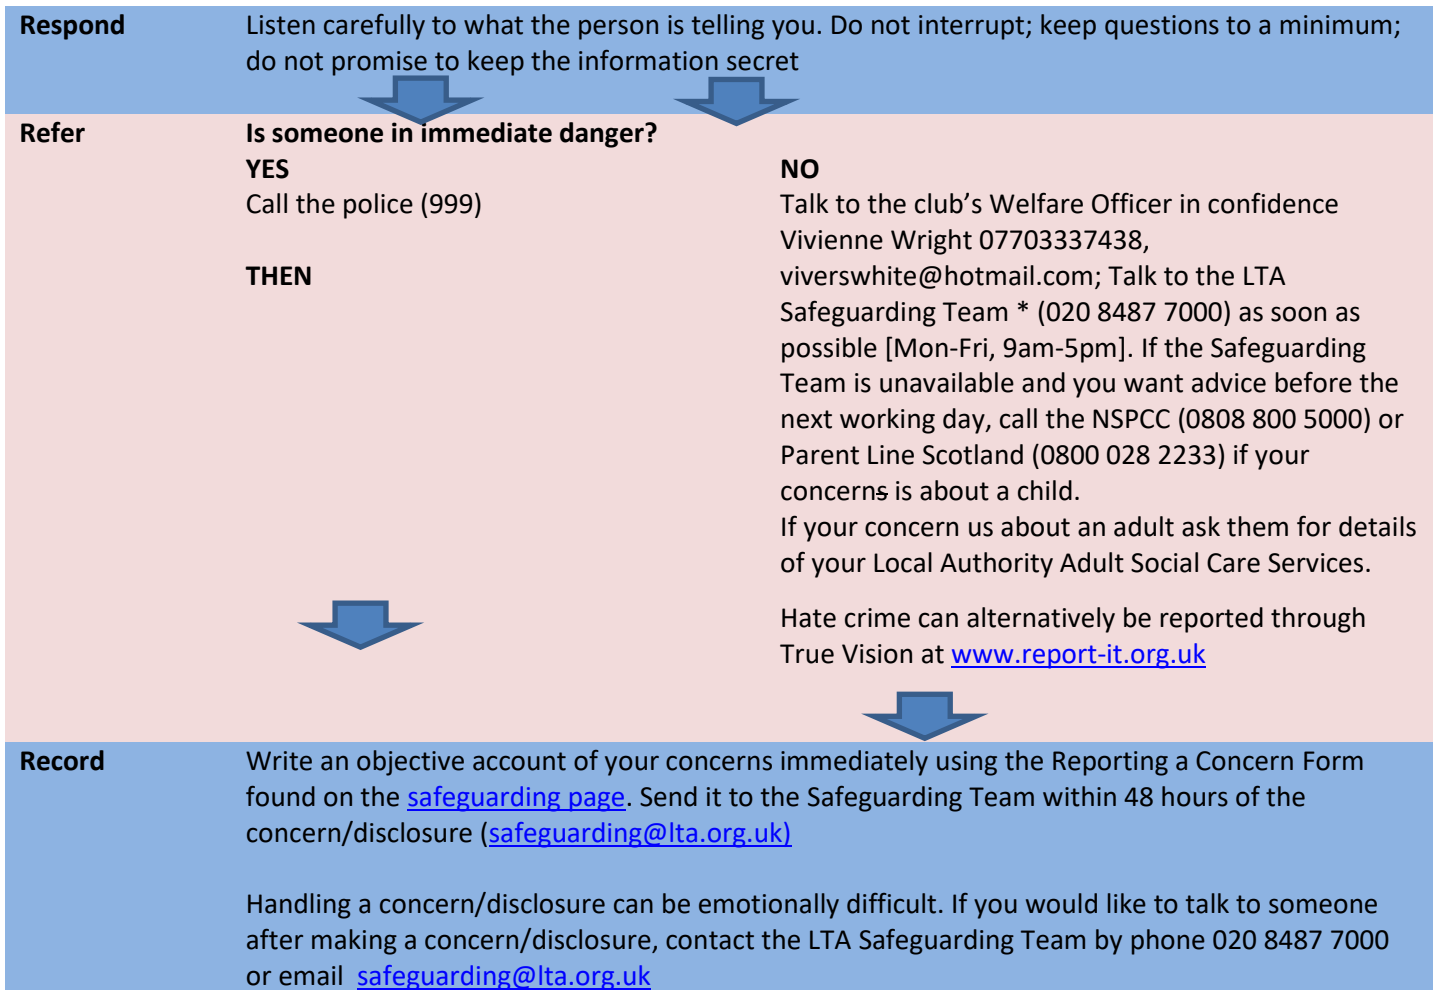 Respond
Listen carefully to what the person is telling you. Do not interrupt; keep questions to a minimum;
do not promise to keep the information secret
Refer
Is someone in immediate danger?
YES
Call the police (999)
THEN
NO
Talk to the club’s Welfare Officer in confidence
Vivienne Wright 07703337438,
viverswhite@hotmail.com; Talk to the LTA
Safeguarding Team * (020 8487 7000) as soon as
possible [Mon-Fri, 9am-5pm]. If the Safeguarding
Team is unavailable and you want advice before the
next working day, call the NSPCC (0808 800 5000) or
Parent Line Scotland (0800 028 2233) if your
concerns is about a child.
If your concern us about an adult ask them for details
of your Local Authority Adult Social Care Services.
Hate crime can alternatively be reported through
True Vision at www.report-it.org.uk
Record
Write an objective account of your concerns immediately using the Reporting a Concern Form
found on the safeguarding page. Send it to the Safeguarding Team within 48 hours of the
concern/disclosure (safeguarding@lta.org.uk)
Handling a concern/disclosure can be emotionally difficult. If you would like to talk to someone
after making a concern/disclosure, contact the LTA Safeguarding Team by phone 020 8487 7000
or email safeguarding@lta.org.uk